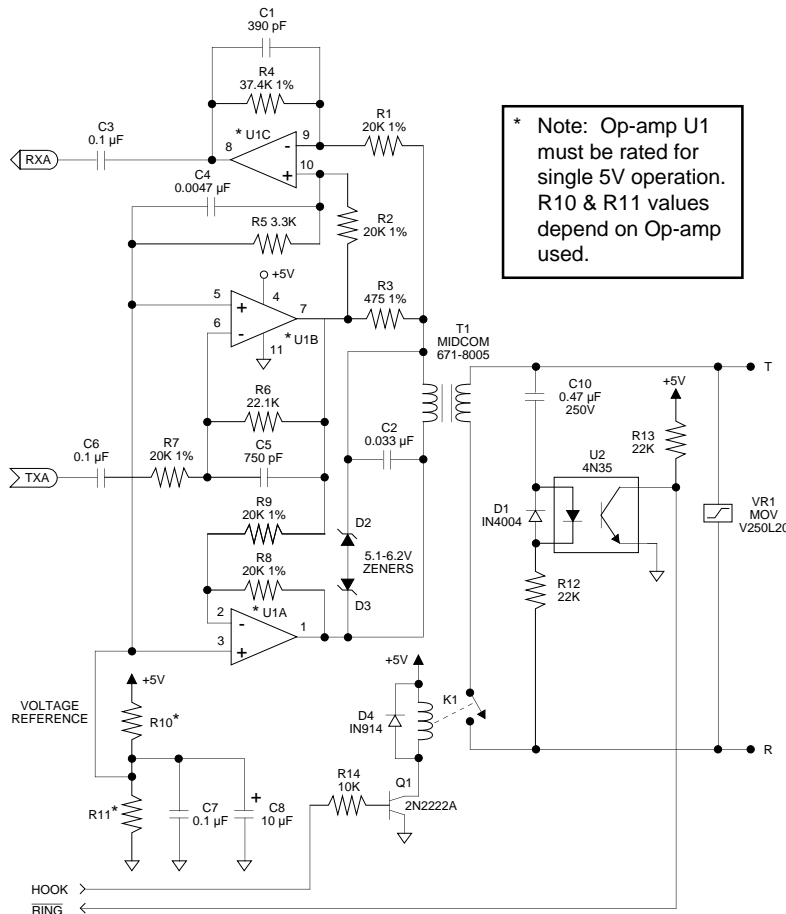 C1
390 pF
R4
37.4K 1%
C3
0.1 µF
R1
20K 1%
* U1C
8
9
-
10
+
RXA
C4
0.0047 µF
R5 3.3K
R2
20K 1%
* Note: Op-amp U1
must be rated for
single 5V operation.
R10 & R11 values
depend on Op-amp
used.
+5V
5
+
4
7
6
-
11
* U1B
R3
475 1%
T1
MIDCOM
671-8005
T
C10
0.47 µF
250V
+5V
R6
22.1K
C2
0.033 µF
R13
22K
C6
0.1 µF
R7
20K 1%
C5
750 pF
U2
4N35
TXA
D1
IN4004
VR1
MOV
V250L20
R9
20K 1%
D2
5.1-6.2V
ZENERS
D3
R8
20K 1%
R12
22K
* U1A
2
-
1
3
+
+5V
+5V
K1
VOLTAGE
REFERENCE
R10*
D4
IN914
R
R11*
C7
0.1 µF
+
C8
10 µF
R14
10K
Q1
2N2222A
HOOK
RING